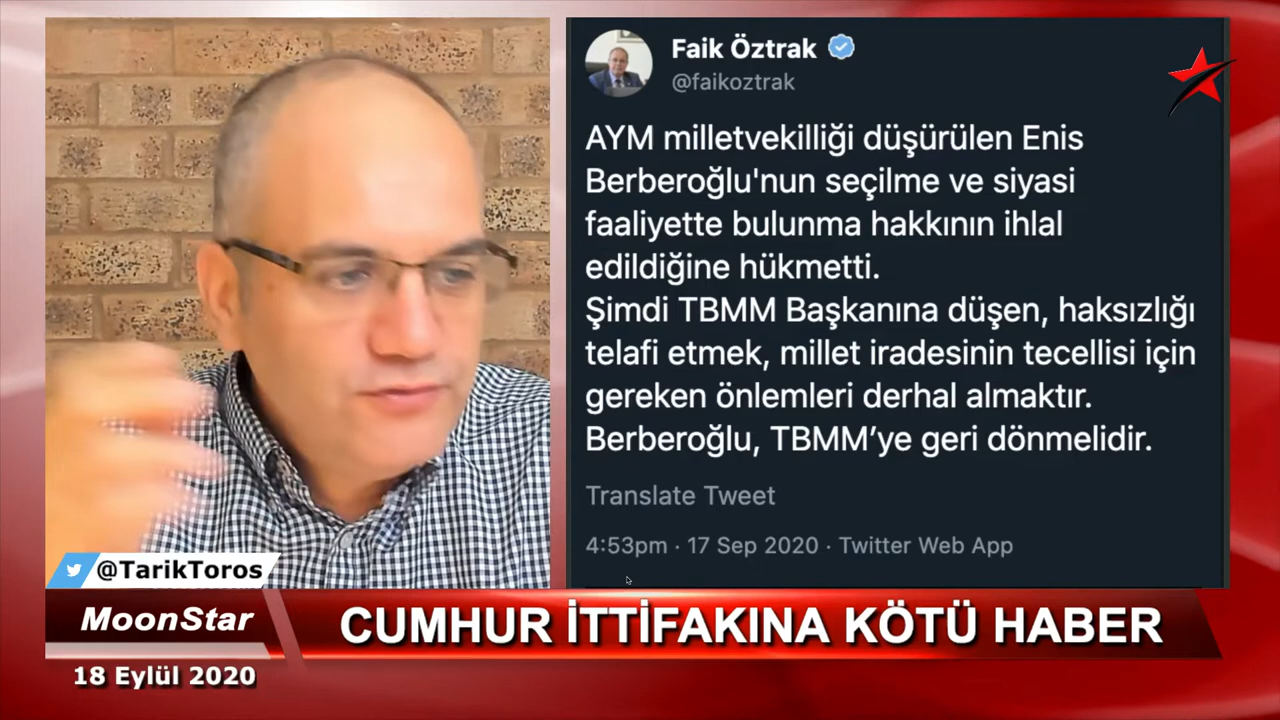 Faik Öztrak
@faikoztrak
AYM milletvekilliği düşürülen Enis
Berberoğlu'nun seçilme ve siyasi
faaliyette bulunma hakkının ihlal
edildiğine hükmetti.
Şimdi TBMM Başkanına düşen, haksızlığı
telafi etmek, millet iradesinin tecellisi için
gereken önlemleri derhal almaktır.
Berberoğlu, TBMM’ye geri dönmelidir.
Translate Tweet
4:53pm · 17 Sep 2020 · Twitter Web App
@TarikToros
MoonStar
CUMHUR İTTİFAKINA KÖTÜ HABER
18 Eylül 2020